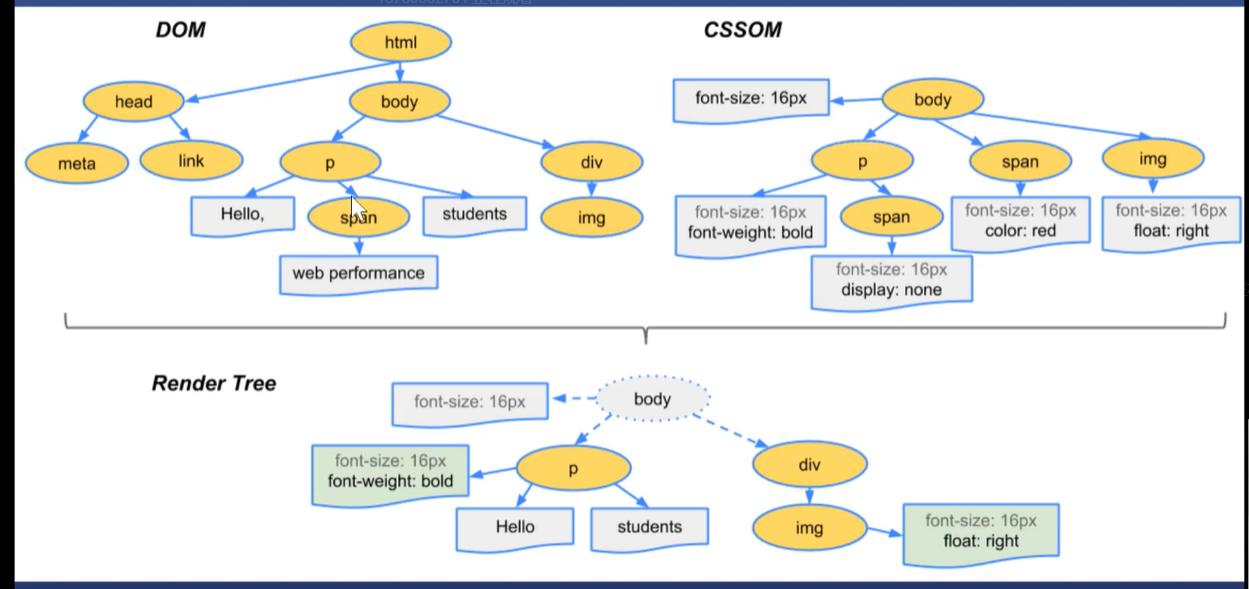 DOM
CSSOM
html
head
body
meta
link
p
div
Hello,
span
students
img
web performance
font-size: 16px
body
p
span
img
font-size: 16px
font-weight: bold
span
font-size: 16px
color: red
font-size: 16px
float: right
font-size: 16px
display: none
Render Tree
font-size: 16px
body
font-size: 16px
font-weight: bold
p
div
Hello
students
img
font-size: 16px
float: right